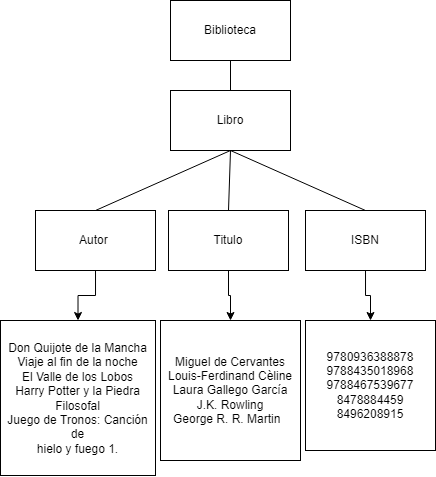 Biblioteca
Libro
Autor
Titulo
ISBN
Don Quijote de la Mancha
Viaje al fin de la noche
El Valle de los Lobos
Harry Potter y la Piedra
Filosofal
Juego de Tronos: Canción
de
hielo y fuego 1.
Miguel de Cervantes
Louis-Ferdinand Cèline
Laura Gallego García
J.K. Rowling
George R. R. Martin
9780936388878
9788435018968
9788467539677
8478884459
8496208915